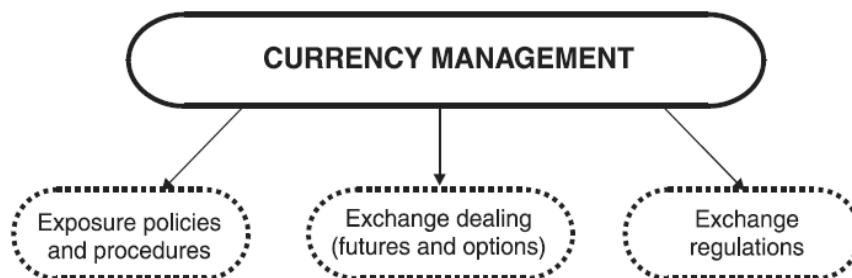 CURRENCY MANAGEMENT
Exposure policies
and procedures
Exchange dealing
(futures and options)
Exchange
regulations